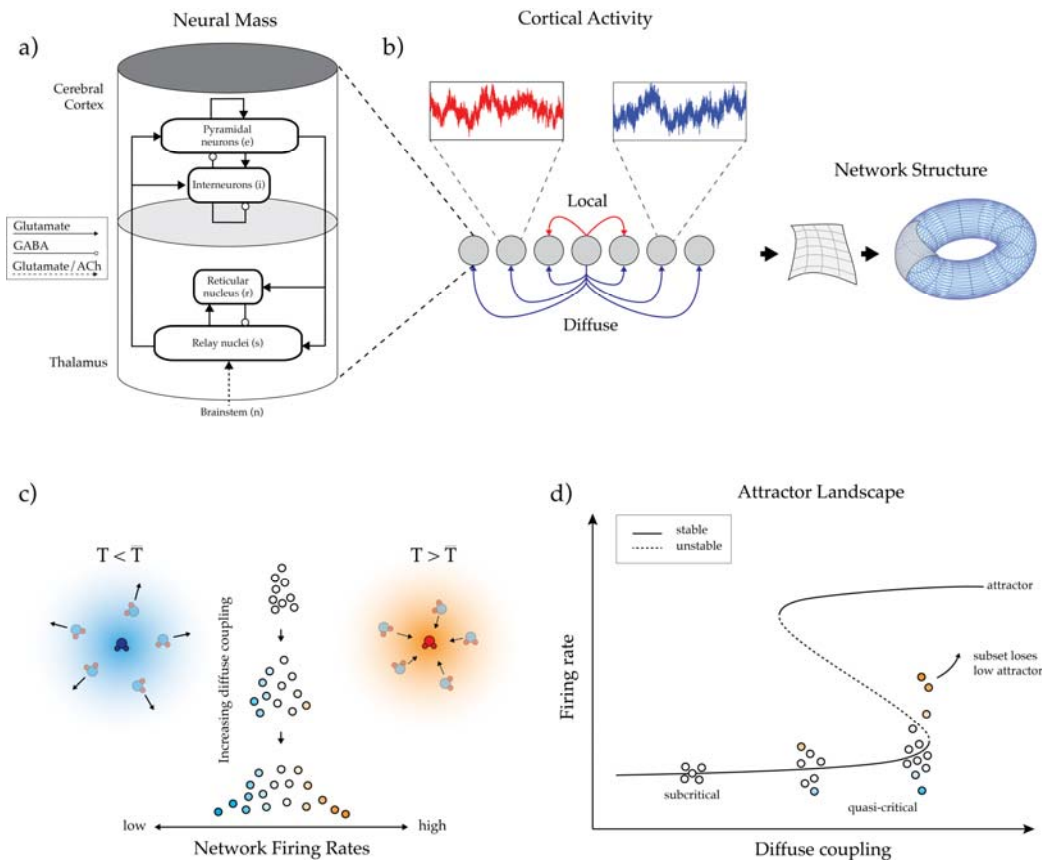 Neural Mass
a)
Cerebral
Cortex
Pyramidal
neurons (e)
Interneurons (i)
Glutamate
GABA
Glutamate/ACh
Reticular
nucleus (r)
Relay nuclei (s)
Thalamus
Brainstem (n)
Cortical Activity
b)
Local
Diffuse
Network Structure
c)
T < T̅
T > T̅
Increasing diffuse coupling
low
high
Network Firing Rates
d)
Attractor Landscape
stable
unstable
attractor
subset loses
low attractor
Firing rate
subcritical
quasi-critical
Diffuse coupling